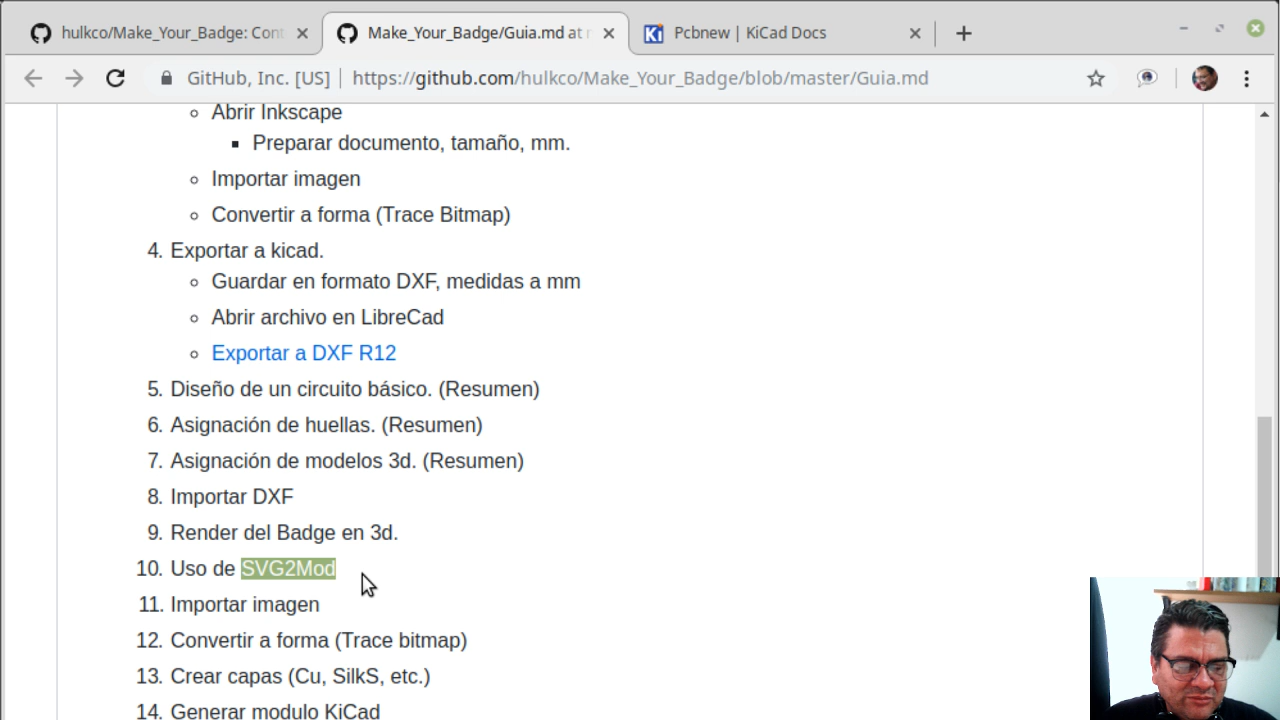 hulkco/Make_Your_Badge: Cont
Make_Your_Badge/Guia.md at r
Pcbnew | KiCad Docs
GitHub, Inc. [US] | https://github.com/hulkco/Make_Your_Badge/blob/master/Guia.md
Abrir Inkscape
Preparar documento, tamaño, mm.
Importar imagen
Convertir a forma (Trace Bitmap)
4. Exportar a kicad.
Guardar en formato DXF, medidas a mm
Abrir archivo en LibreCad
Exportar a DXF R12
5. Diseño de un circuito básico. (Resumen)
6. Asignación de huellas. (Resumen)
7. Asignación de modelos 3d. (Resumen)
8. Importar DXF
9. Render del Badge en 3d.
10. Uso de SVG2Mod
11. Importar imagen
12. Convertir a forma (Trace bitmap)
13. Crear capas (Cu, SilkS, etc.)
14. Generar modulo KiCad